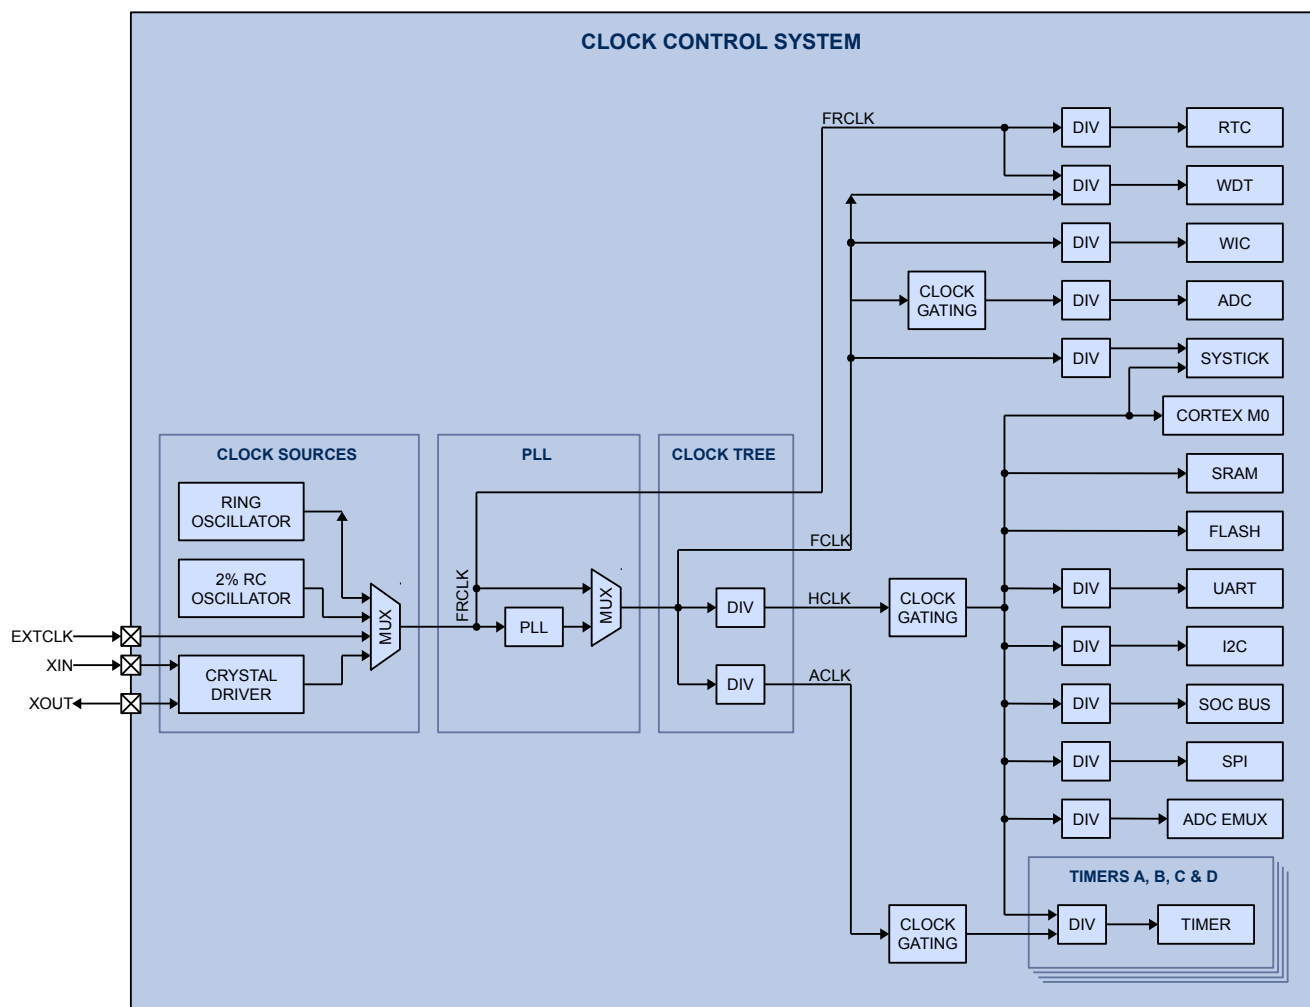 CLOCK CONTROL SYSTEM
FRCLK
DIV
RTC
DIV
WDT
DIV
WIC
CLOCK
GATING
DIV
ADC
DIV
SYSTICK
CORTEX M0
CLOCK SOURCES
PLL
CLOCK TREE
SRAM
RING
OSCILLATOR
FLASH
FCLK
2% RC
OSCILLATOR
MUX
FRCLK
PLL
MUX
DIV
HCLK
CLOCK
GATING
DIV
UART
EXTCLK
XIN
XOUT
CRYSTAL
DRIVER
DIV
ACLK
DIV
I2C
DIV
SOC BUS
DIV
SPI
DIV
ADC EMUX
TIMERS A, B, C & D
CLOCK
GATING
DIV
TIMER